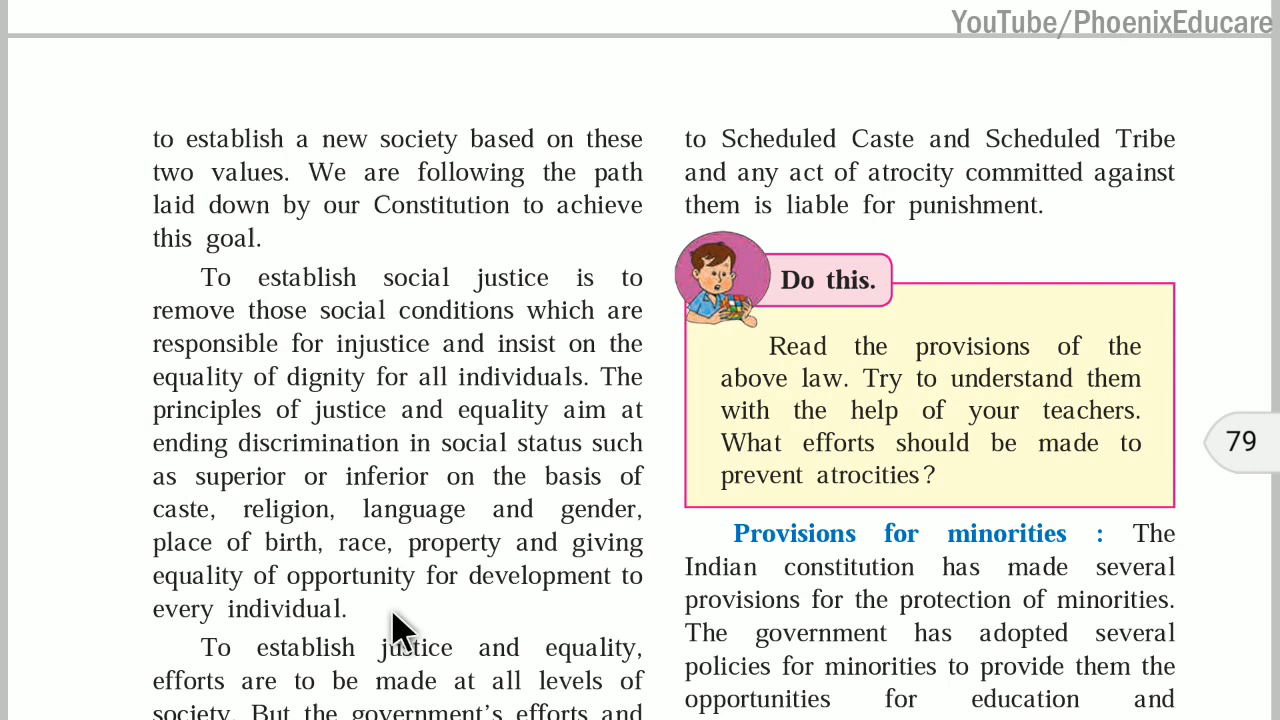 YouTube/PhoenixEducare
to establish a new society based on these
two values. We are following the path
laid down by our Constitution to achieve
this goal.
To establish social justice is to
remove those social conditions which are
responsible for injustice and insist on the
equality of dignity for all individuals. The
principles of justice and equality aim at
ending discrimination in social status such
as superior or inferior on the basis of
caste, religion, language and gender,
place of birth, race, property and giving
equality of opportunity for development to
every individual.
To establish justice and equality,
efforts are to be made at all levels of
society. But the government's efforts and
to Scheduled Caste and Scheduled Tribe
and any act of atrocity committed against
them is liable for punishment.
Do this.
Read the provisions of the
above law. Try to understand them
with the help of your teachers.
What efforts should be made to
prevent atrocities?
Provisions for minorities : The
Indian constitution has made several
provisions for the protection of minorities.
The government has adopted several
policies for minorities to provide them the
opportunities for education and
79